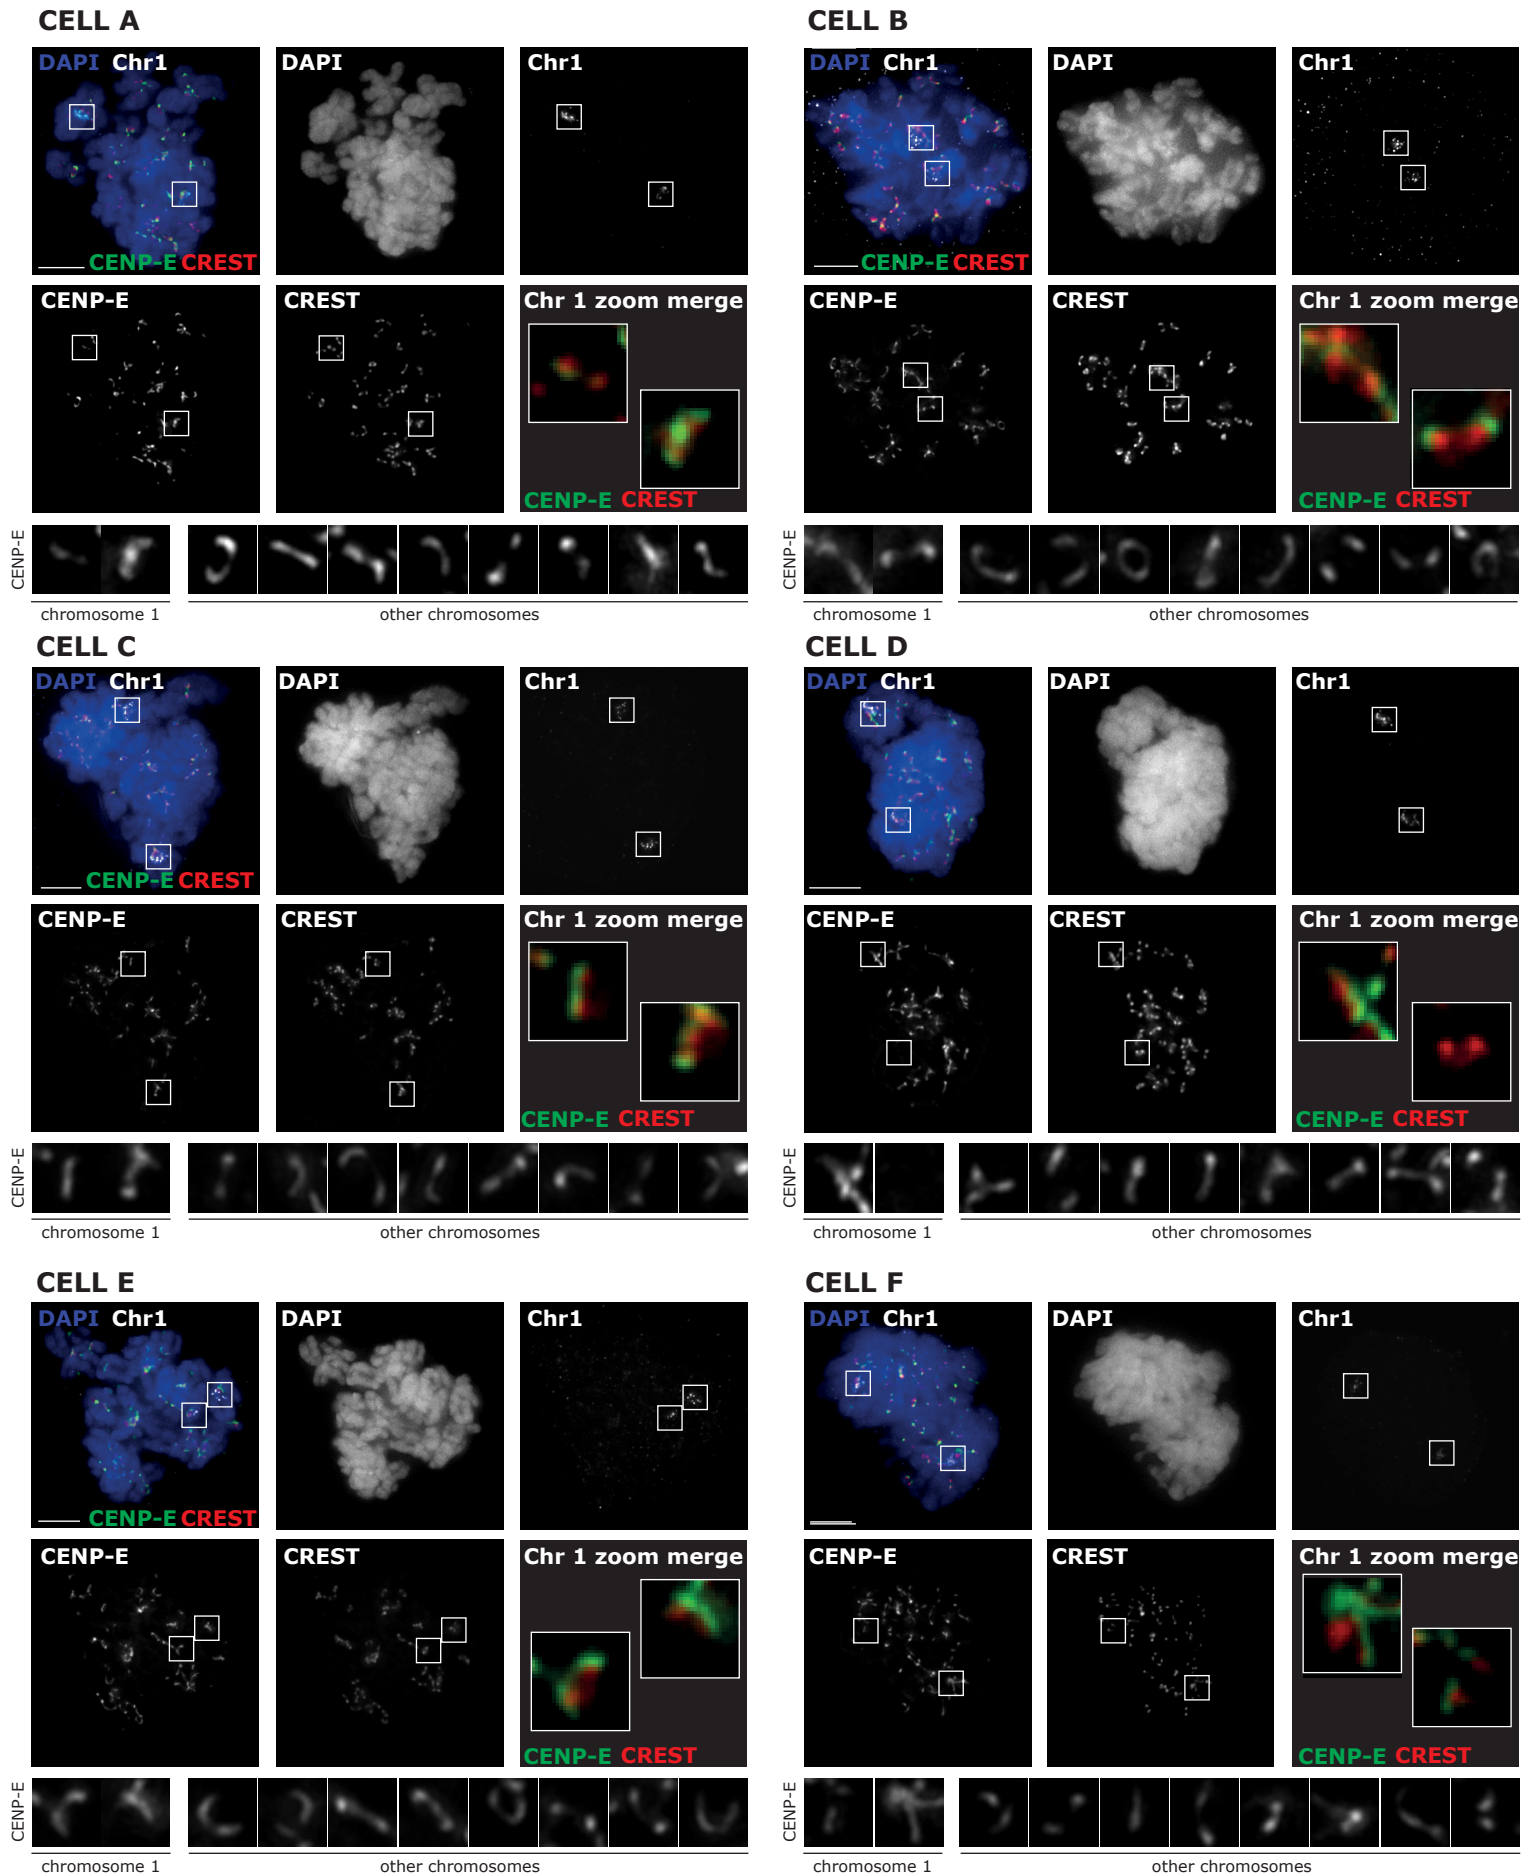 CELL A
DAPI Chr1
DAPI
Chr1
CENP-E CREST
CENP-E
CREST
Chr 1 zoom merge
CENP-E CREST
CENP-E
chromosome 1
other chromosomes
CELL B
DAPI Chr1
DAPI
Chr1
CENP-E CREST
CENP-E
CREST
Chr 1 zoom merge
CENP-E CREST
CENP-E
chromosome 1
other chromosomes
CELL C
DAPI Chr1
DAPI
Chr1
CENP-E CREST
CENP-E
CREST
Chr 1 zoom merge
CENP-E CREST
CENP-E
chromosome 1
other chromosomes
CELL D
DAPI Chr1
DAPI
Chr1
CENP-E
CREST
Chr 1 zoom merge
CENP-E CREST
CENP-E
chromosome 1
other chromosomes
CELL E
DAPI Chr1
DAPI
Chr1
CENP-E CREST
CENP-E
CREST
Chr 1 zoom merge
CENP-E CREST
CENP-E
chromosome 1
other chromosomes
CELL F
DAPI Chr1
DAPI
Chr1
CENP-E
CREST
Chr 1 zoom merge
CENP-E CREST
CENP-E
chromosome 1
other chromosomes